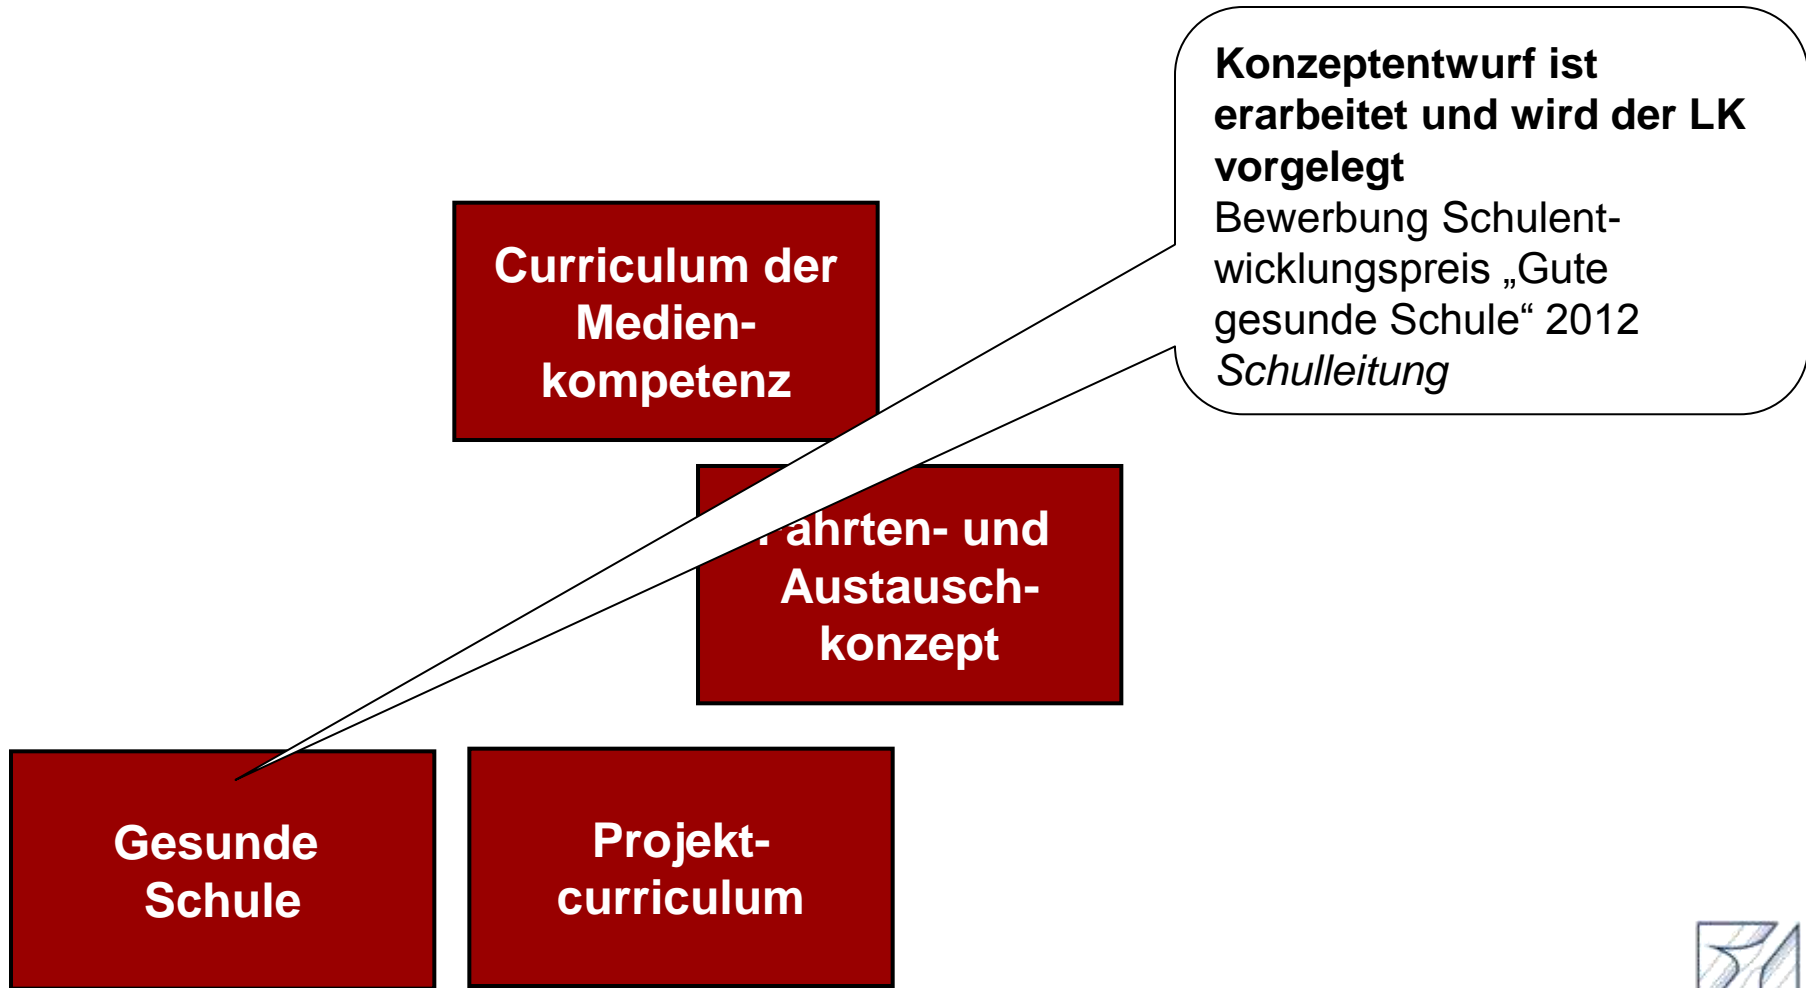 Konzeptentwurf ist
erarbeitet und wird der LK
vorgelegt
Bewerbung Schulent-
wicklungspreis „Gute
gesunde Schule“ 2012
Schulleitung
Curriculum der
Medien-
kompetenz
Fahrten- und
Austausch-
konzept
Gesunde
Schule
Projekt-
curriculum